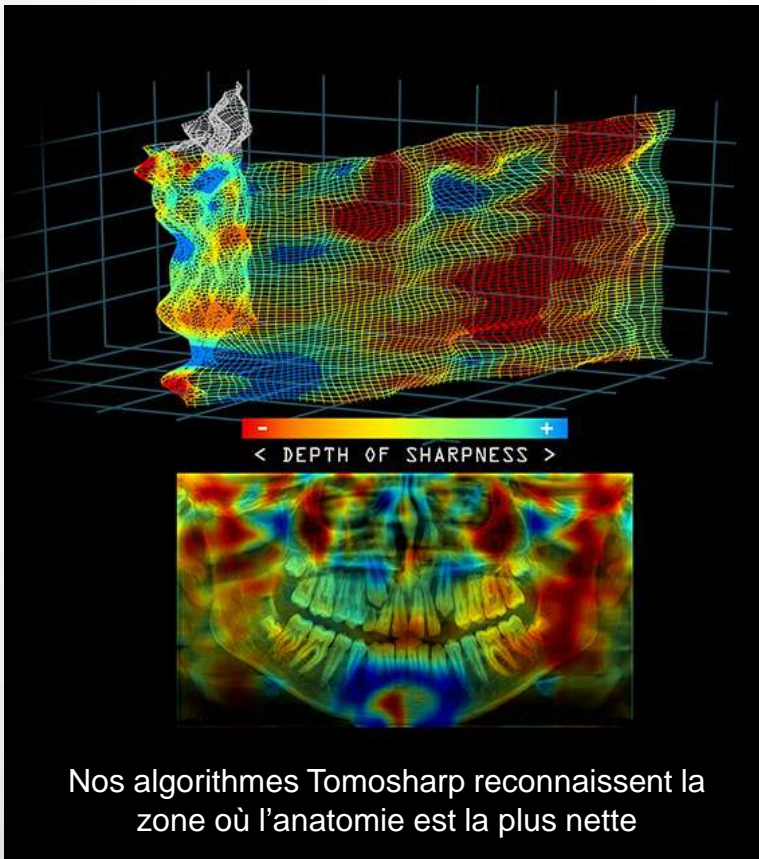 - +
< DEPTH OF SHARPNESS >
Nos algorithmes Tomosharp reconnaissent la
zone où l’anatomie est la plus nette